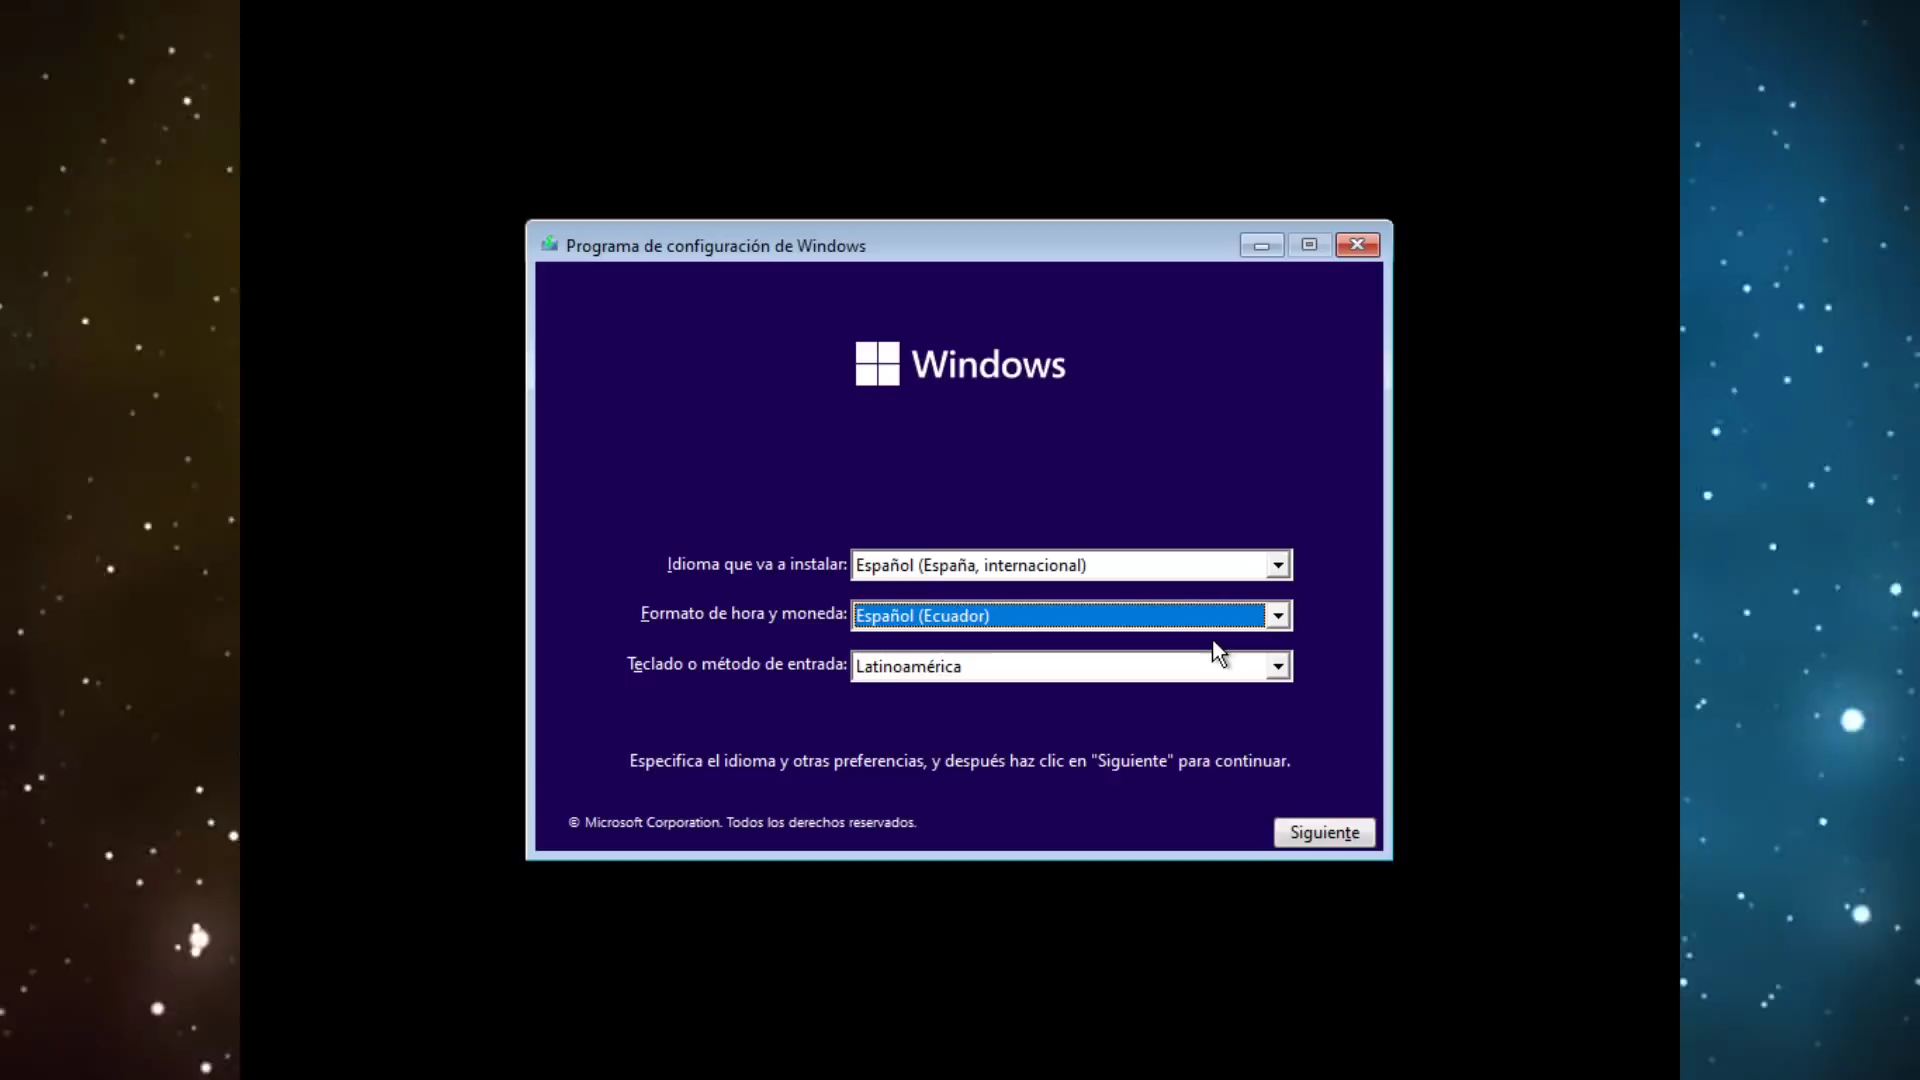 Programa de configuración de Windows
Windows
Idioma que va a instalar: Español (España, internacional)
Formato de hora y moneda: Español (Ecuador)
Teclado o método de entrada: Latinoamérica
Especifica el idioma y otras preferencias, y después haz clic en "Siguiente" para continuar.
© Microsoft Corporation. Todos los derechos reservados.
Siguiente